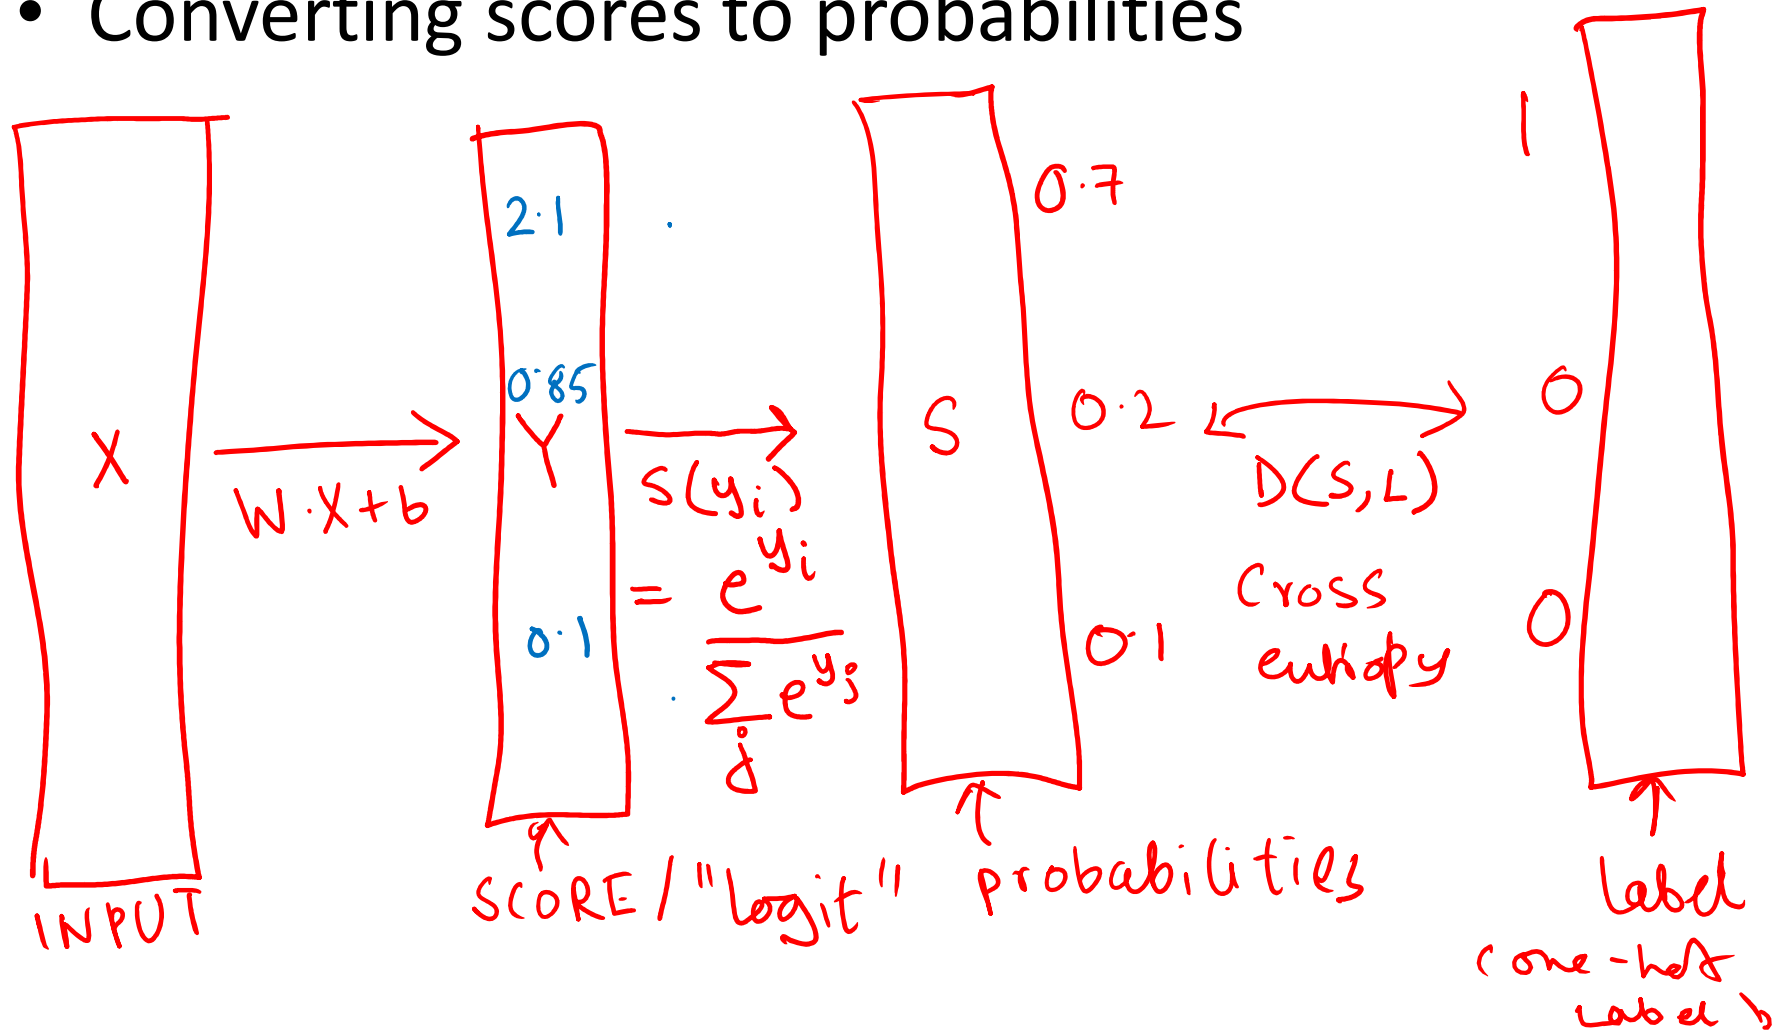 • Converting scores to probabilities
X
INPUT
W·X+b
2.1
0.85
Y
0.1
SCORE/"logit"
S(yi)
= e^yi
Σ e^yj
j
S
0.7
0.2
0.1
probabilities
D(S,L)
Cross
entropy
1
0
0
Label
(one-hot
Label)